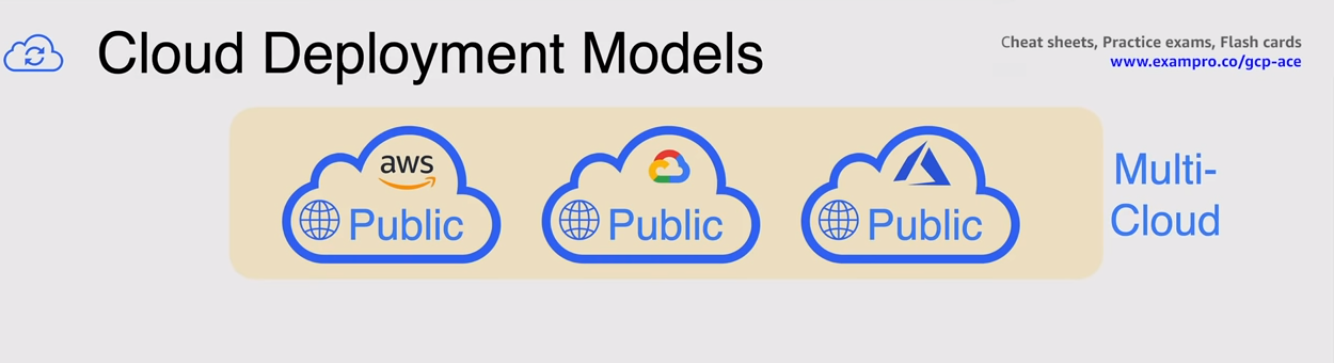 Cloud Deployment Models
Cheat sheets, Practice exams, Flash cards
www.exampro.co/gcp-ace
aws
Public
Public
Public
Multi-
Cloud